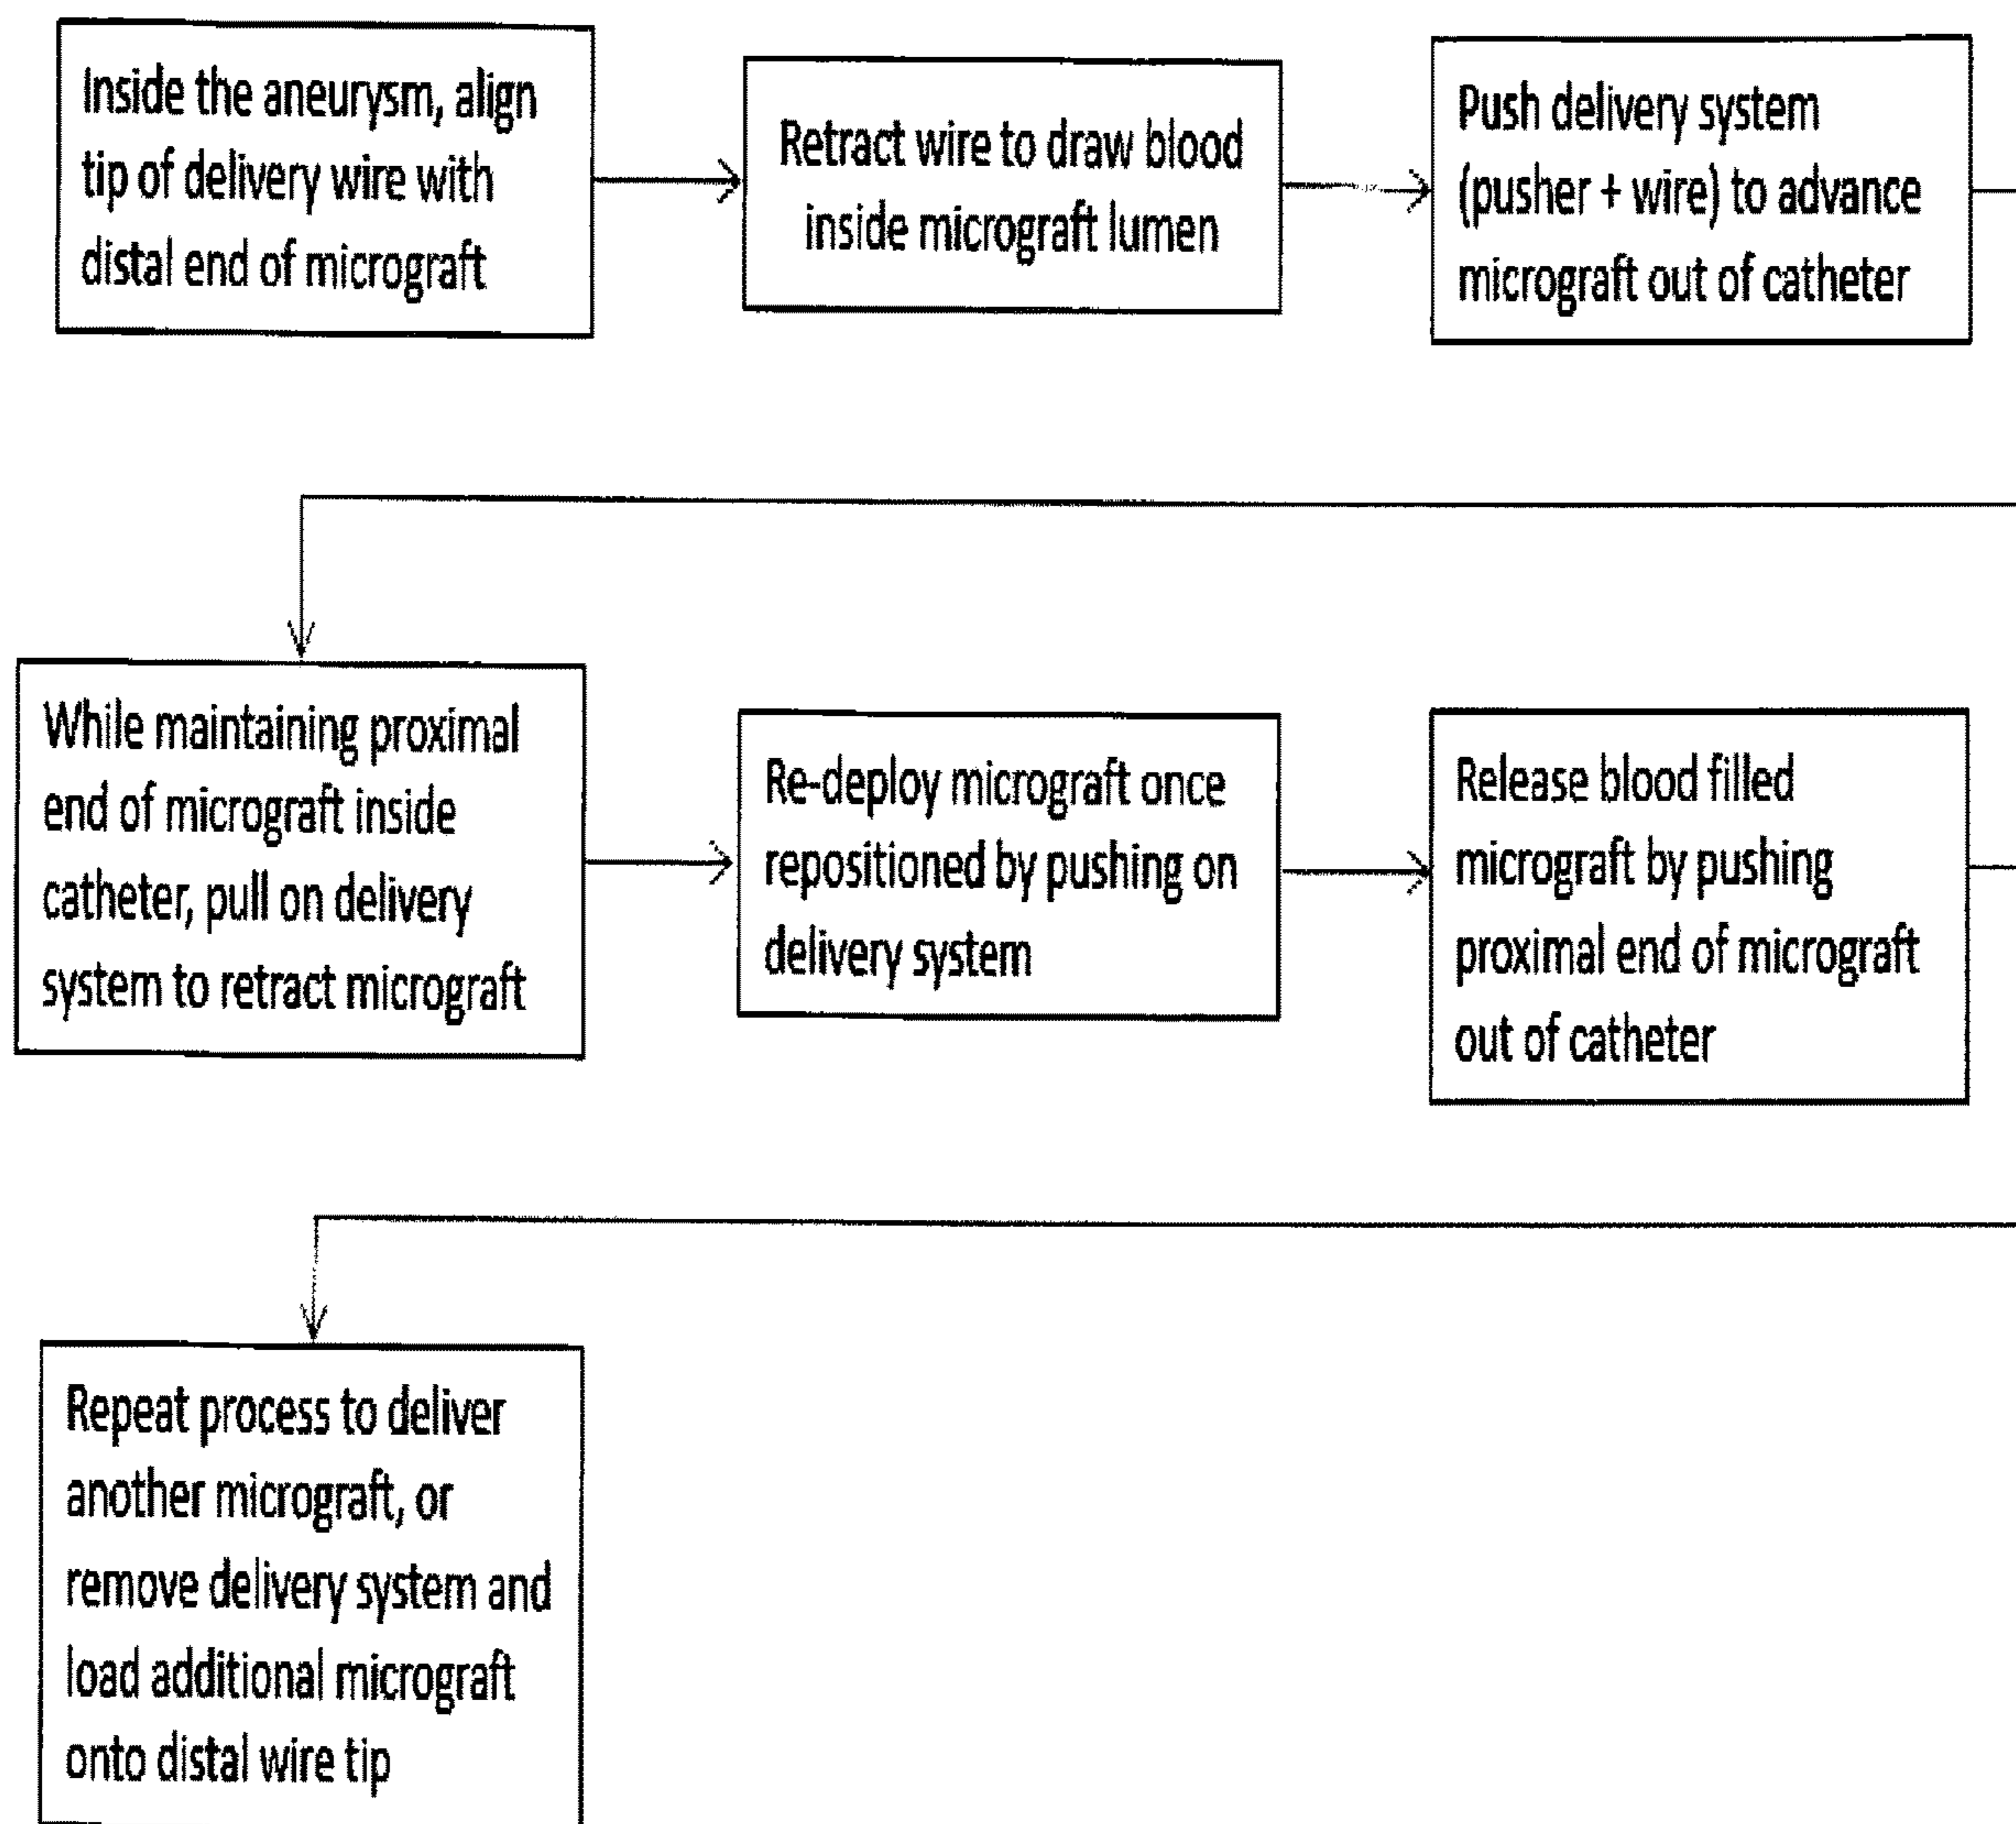 Inside the aneurysm, align
tip of delivery wire with
distal end of micrograft
Retract wire to draw blood
inside micrograft lumen
Push delivery system
(pusher + wire) to advance
micrograft out of catheter
While maintaining proximal
end of micrograft inside
catheter, pull on delivery
system to retract micrograft
Re-deploy micrograft once
repositioned by pushing on
delivery system
Release blood filled
micrograft by pushing
proximal end of micrograft
out of catheter
Repeat process to deliver
another micrograft, or
remove delivery system and
load additional micrograft
onto distal wire tip